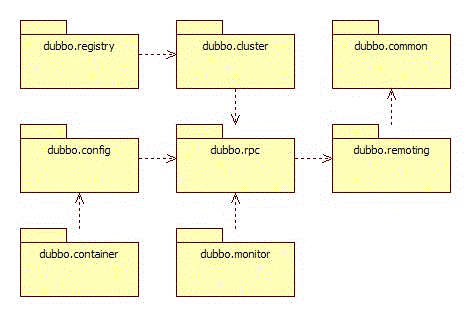 dubbo.registry
dubbo.cluster
dubbo.common
dubbo.config
dubbo.rpc
dubbo.remoting
dubbo.container
dubbo.monitor